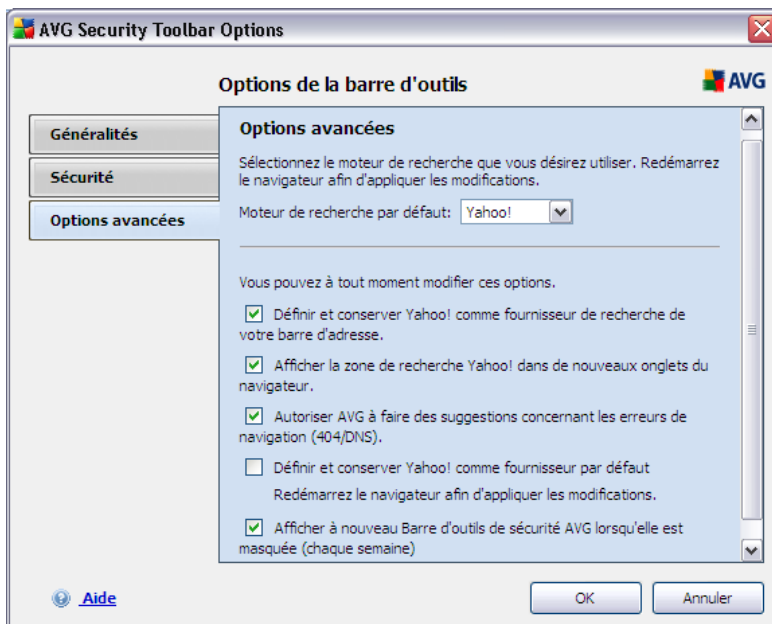 AVG Security Toolbar Options
Options de la barre d'outils
AVG
Généralités
Sécurité
Options avancées
Options avancées
Sélectionnez le moteur de recherche que vous désirez utiliser. Redémarrez
le navigateur afin d'appliquer les modifications.
Moteur de recherche par défaut: Yahoo!
Vous pouvez à tout moment modifier ces options.
Définir et conserver Yahoo! comme fournisseur de recherche de
votre barre d'adresse.
Afficher la zone de recherche Yahoo! dans de nouveaux onglets du
navigateur.
Autoriser AVG à faire des suggestions concernant les erreurs de
navigation (404/DNS).
Définir et conserver Yahoo! comme fournisseur par défaut
Redémarrez le navigateur afin d'appliquer les modifications.
Afficher à nouveau Barre d'outils de sécurité AVG lorsqu'elle est
masquée (chaque semaine)
Aide
OK
Annuler